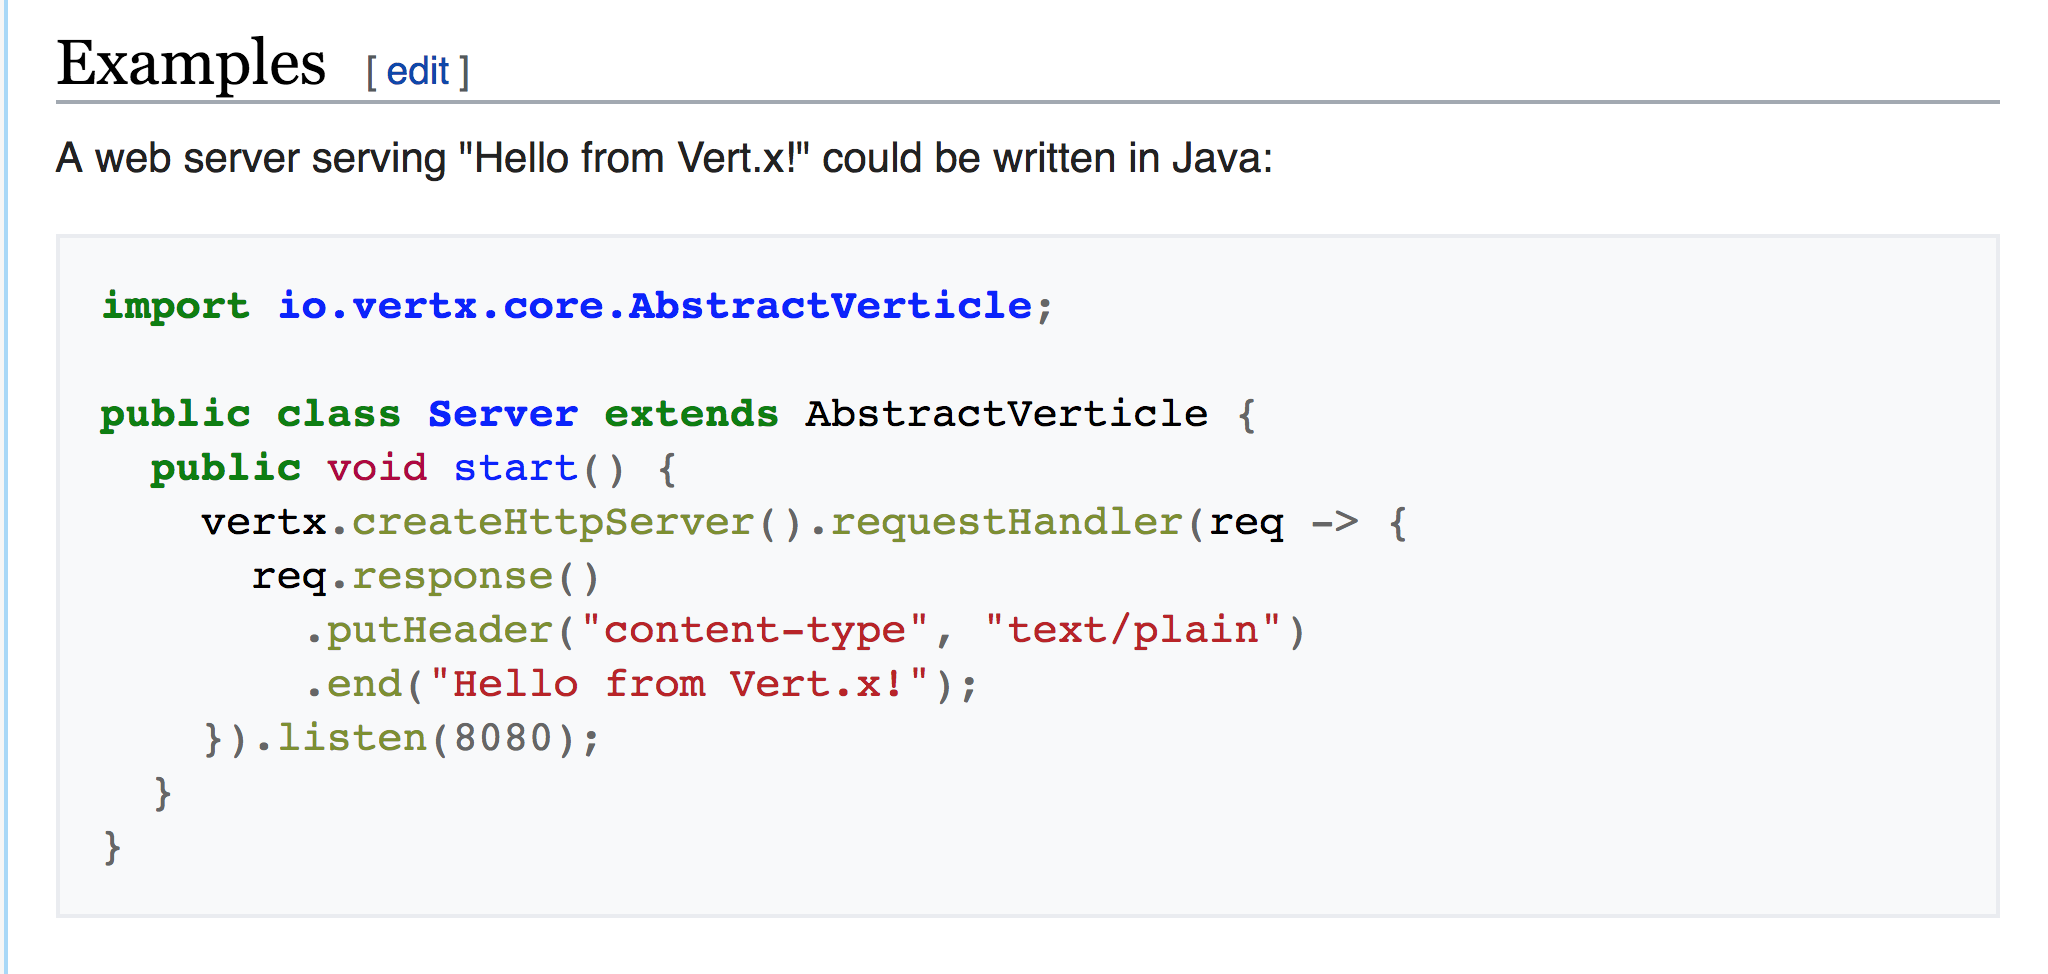 Examples [ edit ]
A web server serving "Hello from Vert.x!" could be written in Java:
import io.vertx.core.AbstractVerticle;

public class Server extends AbstractVerticle {
  public void start() {
    vertx.createHttpServer().requestHandler(req -> {
      req.response()
        .putHeader("content-type", "text/plain")
        .end("Hello from Vert.x!");
    }).listen(8080);
  }
}